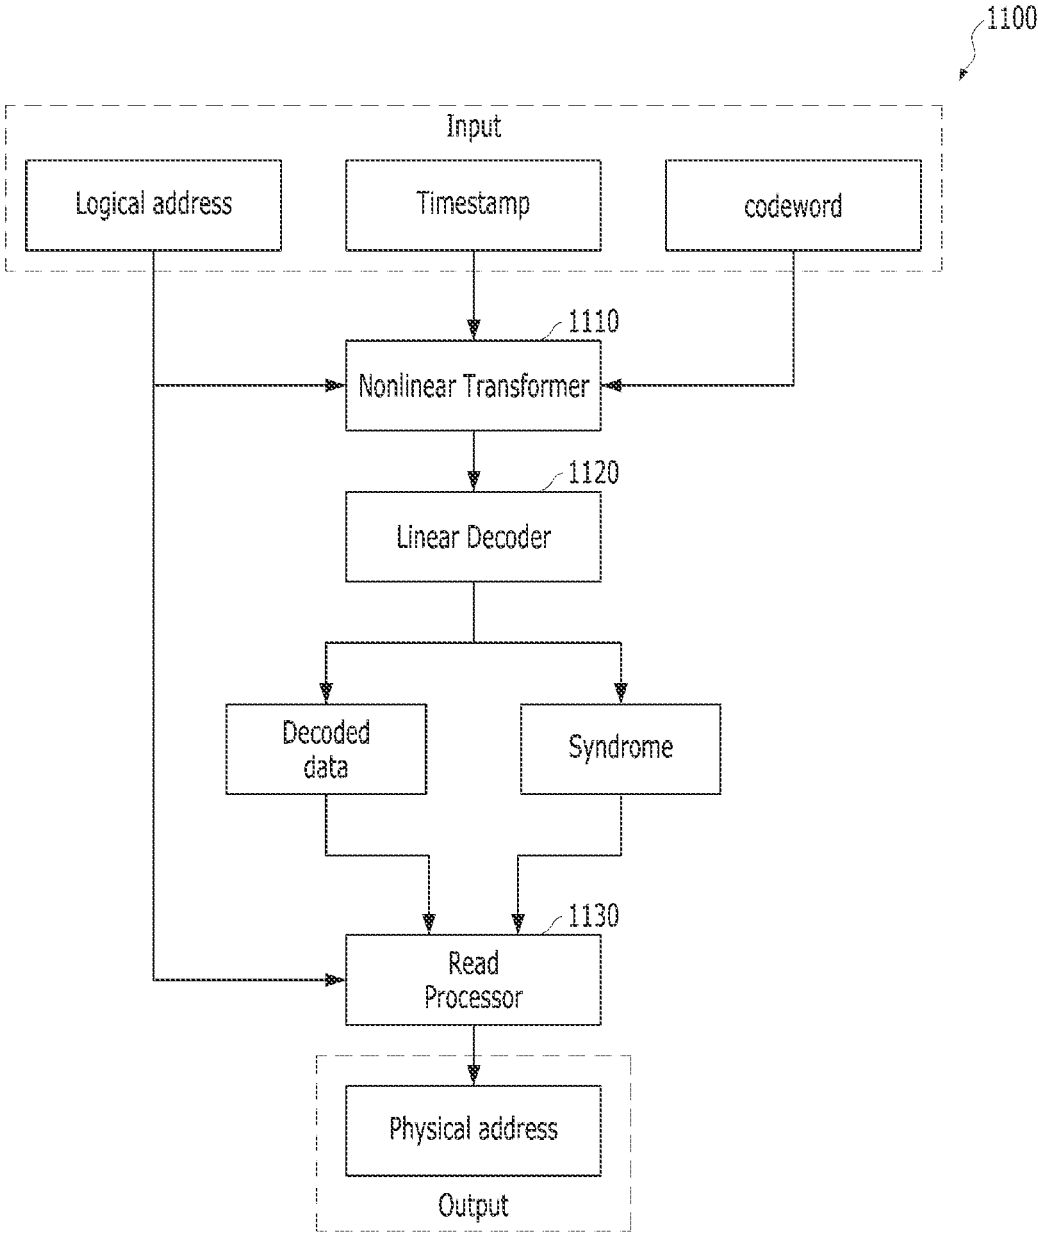 1100
Input
Logical address
Timestamp
codeword
1110
Nonlinear Transformer
1120
Linear Decoder
Decoded
data
Syndrome
1130
Read
Processor
Physical address
Output